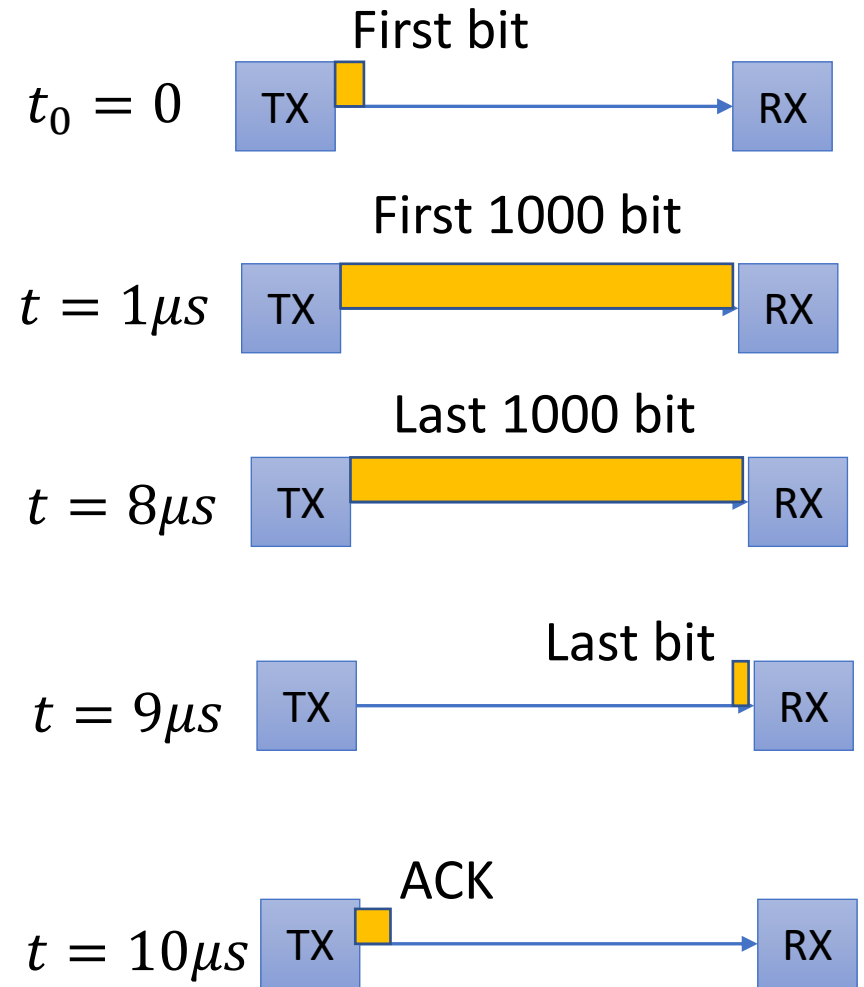 First bit
t₀ = 0 TX RX
First 1000 bit
t = 1μs TX RX
Last 1000 bit
t = 8μs TX RX
Last bit
t = 9μs TX RX
ACK
t = 10μs TX RX